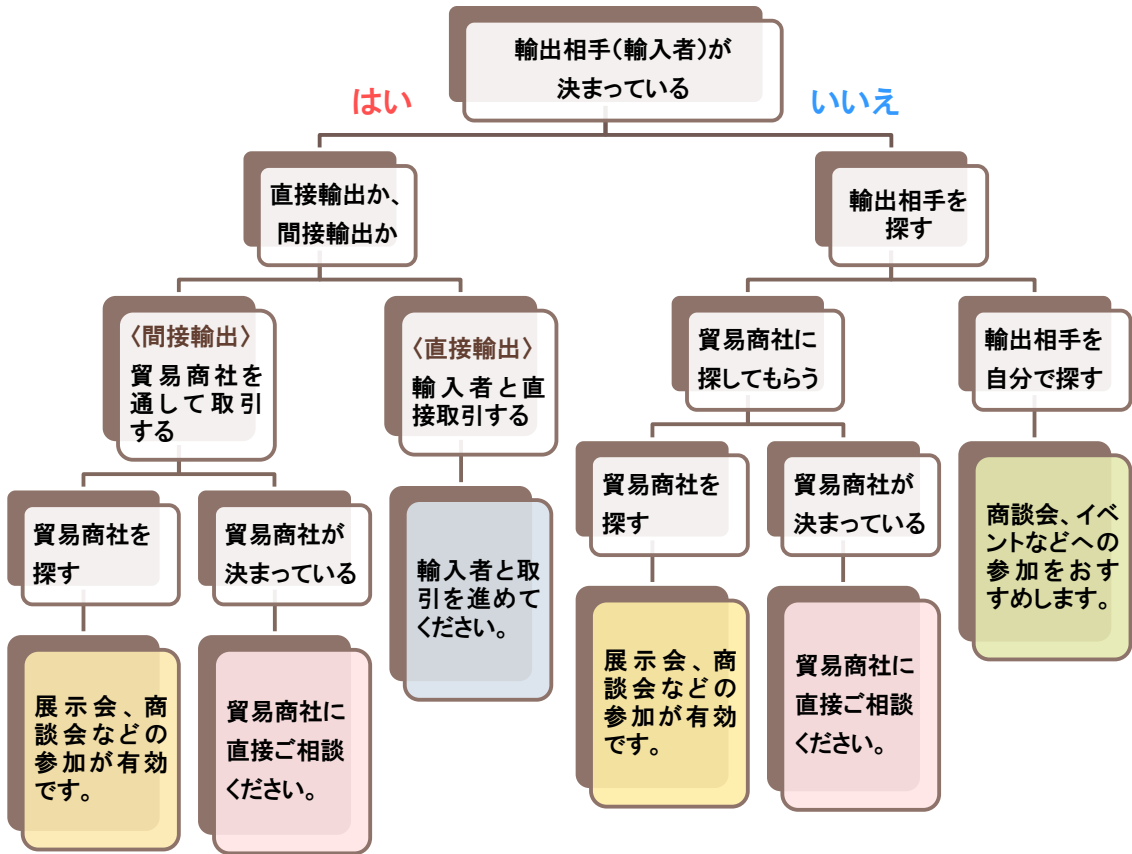 輸出相手(輸入者)が
決まっている
はい
いいえ
直接輸出か、
間接輸出か
輸出相手を
探す
〈間接輸出〉
貿易商社を
通して取引
する
〈直接輸出〉
輸入者と直
接取引する
貿易商社に
探してもらう
輸出相手を
自分で探す
貿易商社を
探す
貿易商社が
決まっている
輸入者と取
引を進めて
ください。
貿易商社を
探す
貿易商社が
決まっている
商談会、イベ
ントなどへの
参加をおす
すめします。
展示会、商
談会などの
参加が有効
です。
貿易商社に
直接ご相談
ください。
展示会、商
談会などの
参加が有効
です。
貿易商社に
直接ご相談
ください。